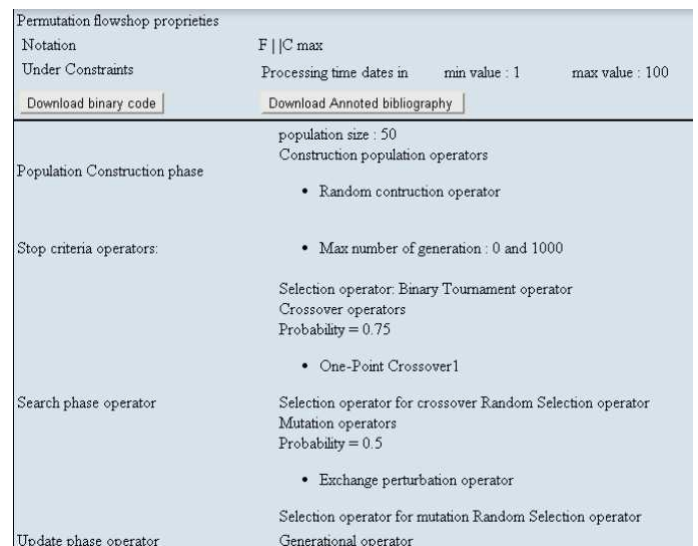 Permutation flowshop proprieties
Notation F | |C max
Under Constraints Processing time dates in min value : 1 max value : 100
Download binary code Download Annoted bibliography
population size : 50
Construction population operators
Population Construction phase
• Random contruction operator
Stop criteria operators: • Max number of generation : 0 and 1000
Selection operator: Binary Tournament operator
Crossover operators
Probability = 0.75
• One-Point Crossover1
Search phase operator Selection operator for crossover Random Selection operator
Mutation operators
Probability = 0.5
• Exchange perturbation operator
Selection operator for mutation Random Selection operator
Update phase operator Generational operator